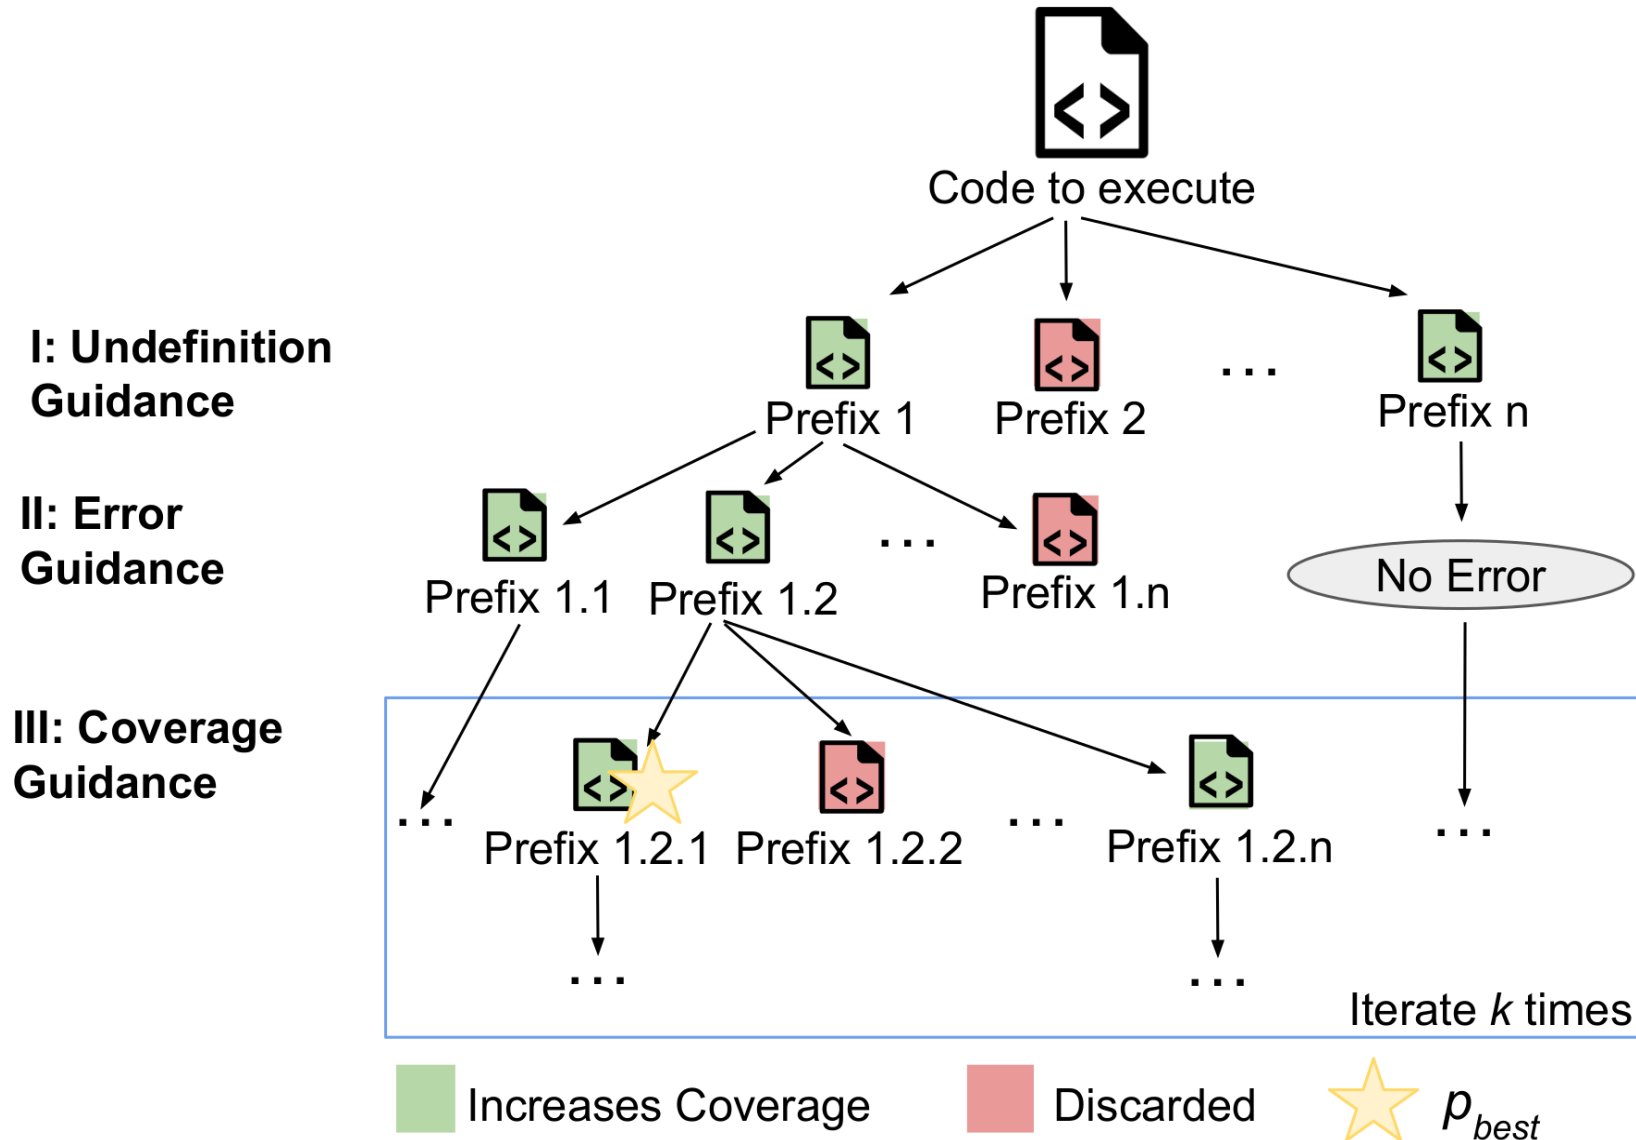 Code to execute
I: Undefinition
Guidance
Prefix 1
Prefix 2
...
Prefix n
II: Error
Guidance
Prefix 1.1
Prefix 1.2
...
Prefix 1.n
No Error
III: Coverage
Guidance
...
Prefix 1.2.1
Prefix 1.2.2
...
Prefix 1.2.n
...
...
...
Iterate k times
Increases Coverage
Discarded
p_best